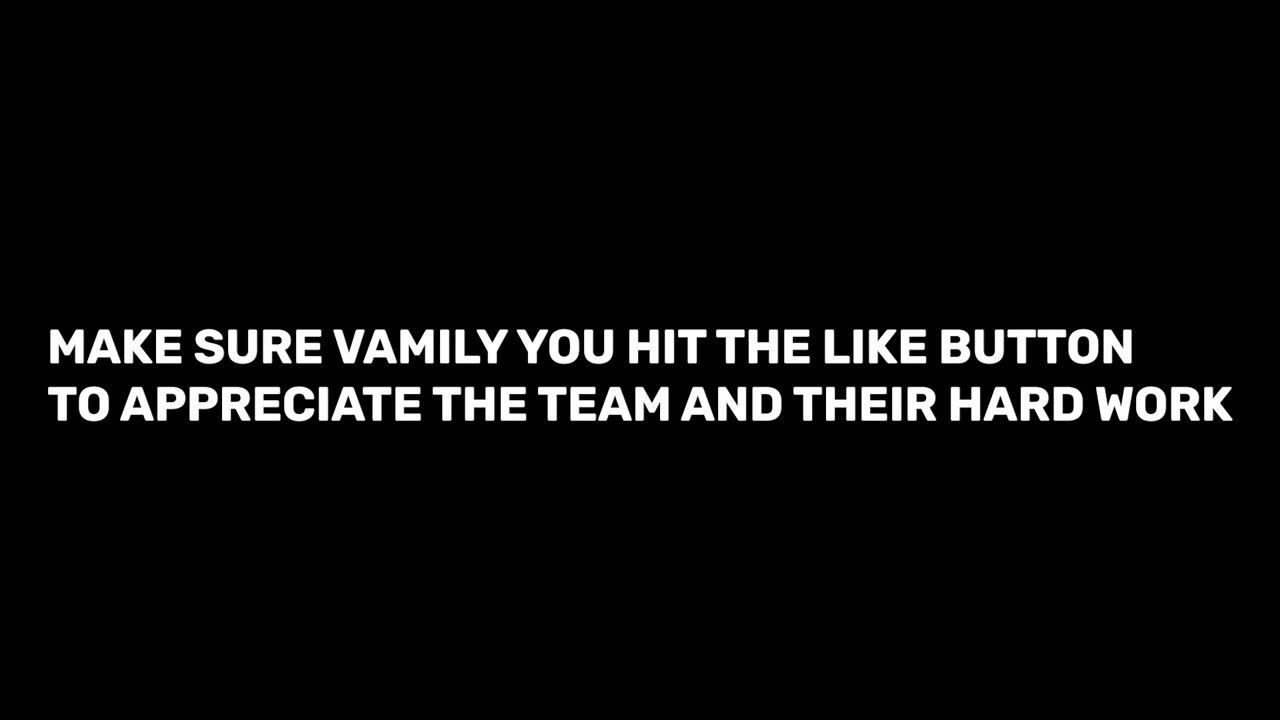 MAKE SURE VAMILY YOU HIT THE LIKE BUTTON
TO APPRECIATE THE TEAM AND THEIR HARD WORK